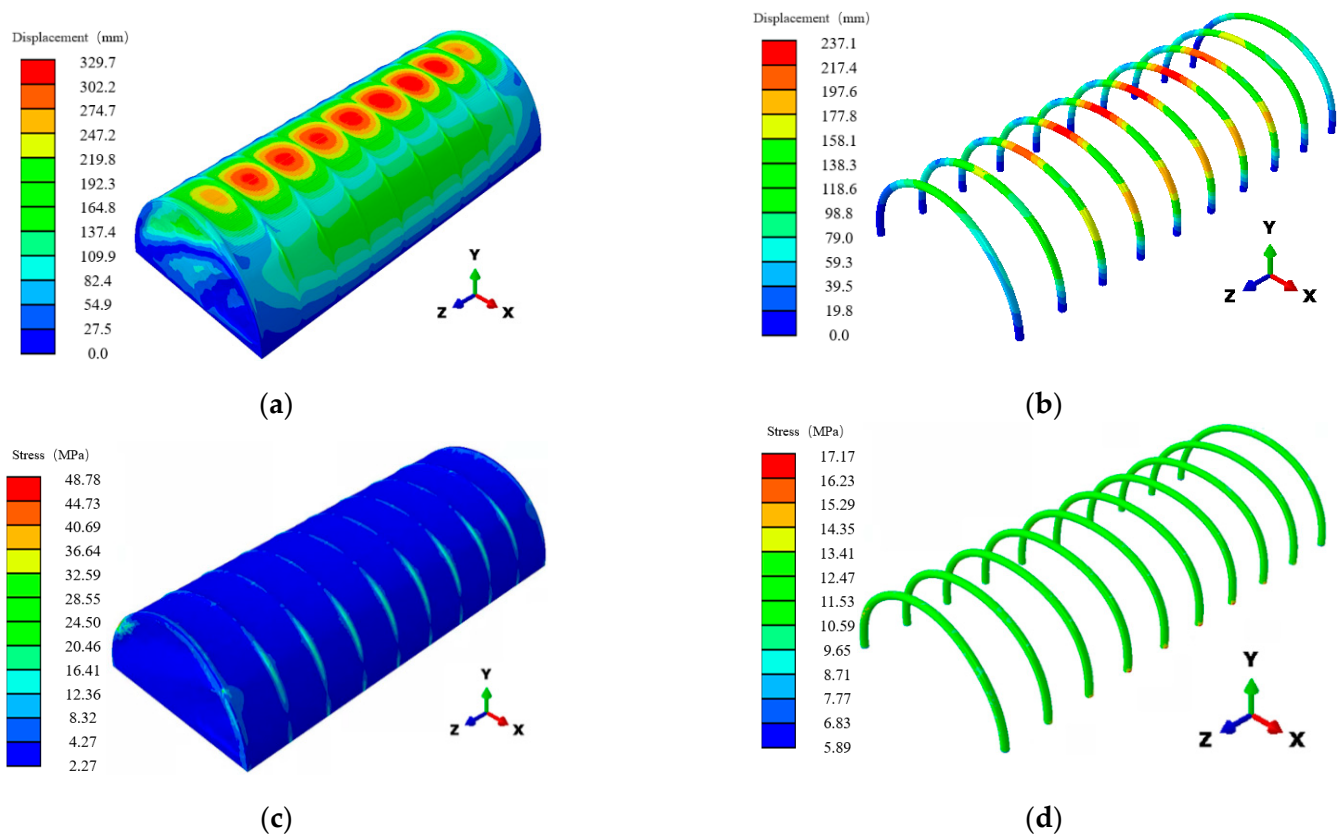 Displacement (mm)
329.7
302.2
274.7
247.2
219.8
192.3
164.8
137.4
109.9
82.4
54.9
27.5
0.0
Y
Z
X
(a)
Displacement (mm)
237.1
217.4
197.6
177.8
158.1
138.3
118.6
98.8
79.0
59.3
39.5
19.8
0.0
Y
Z
X
(b)
Stress (MPa)
48.78
44.73
40.69
36.64
32.59
28.55
24.50
20.46
16.41
12.36
8.32
4.27
2.27
Y
Z
X
(c)
Stress (MPa)
17.17
16.23
15.29
14.35
13.41
12.47
11.53
10.59
9.65
8.71
7.77
6.83
5.89
Y
Z
X
(d)